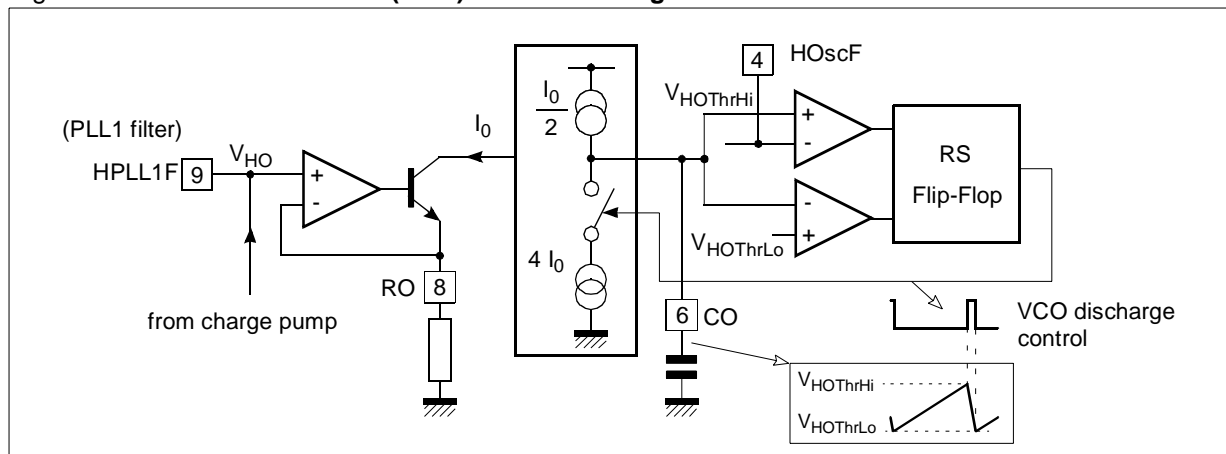 (PLL1 filter)
HPLL1F
9
V_HO
+
-
I_0
RO
8
from charge pump
I_0
2
4 I_0
4
HOscF
V_HOThrHi
+
-
-
+
V_HOThrLo
RS
Flip-Flop
6
CO
VCO discharge
control
V_HOThrHi
V_HOThrLo